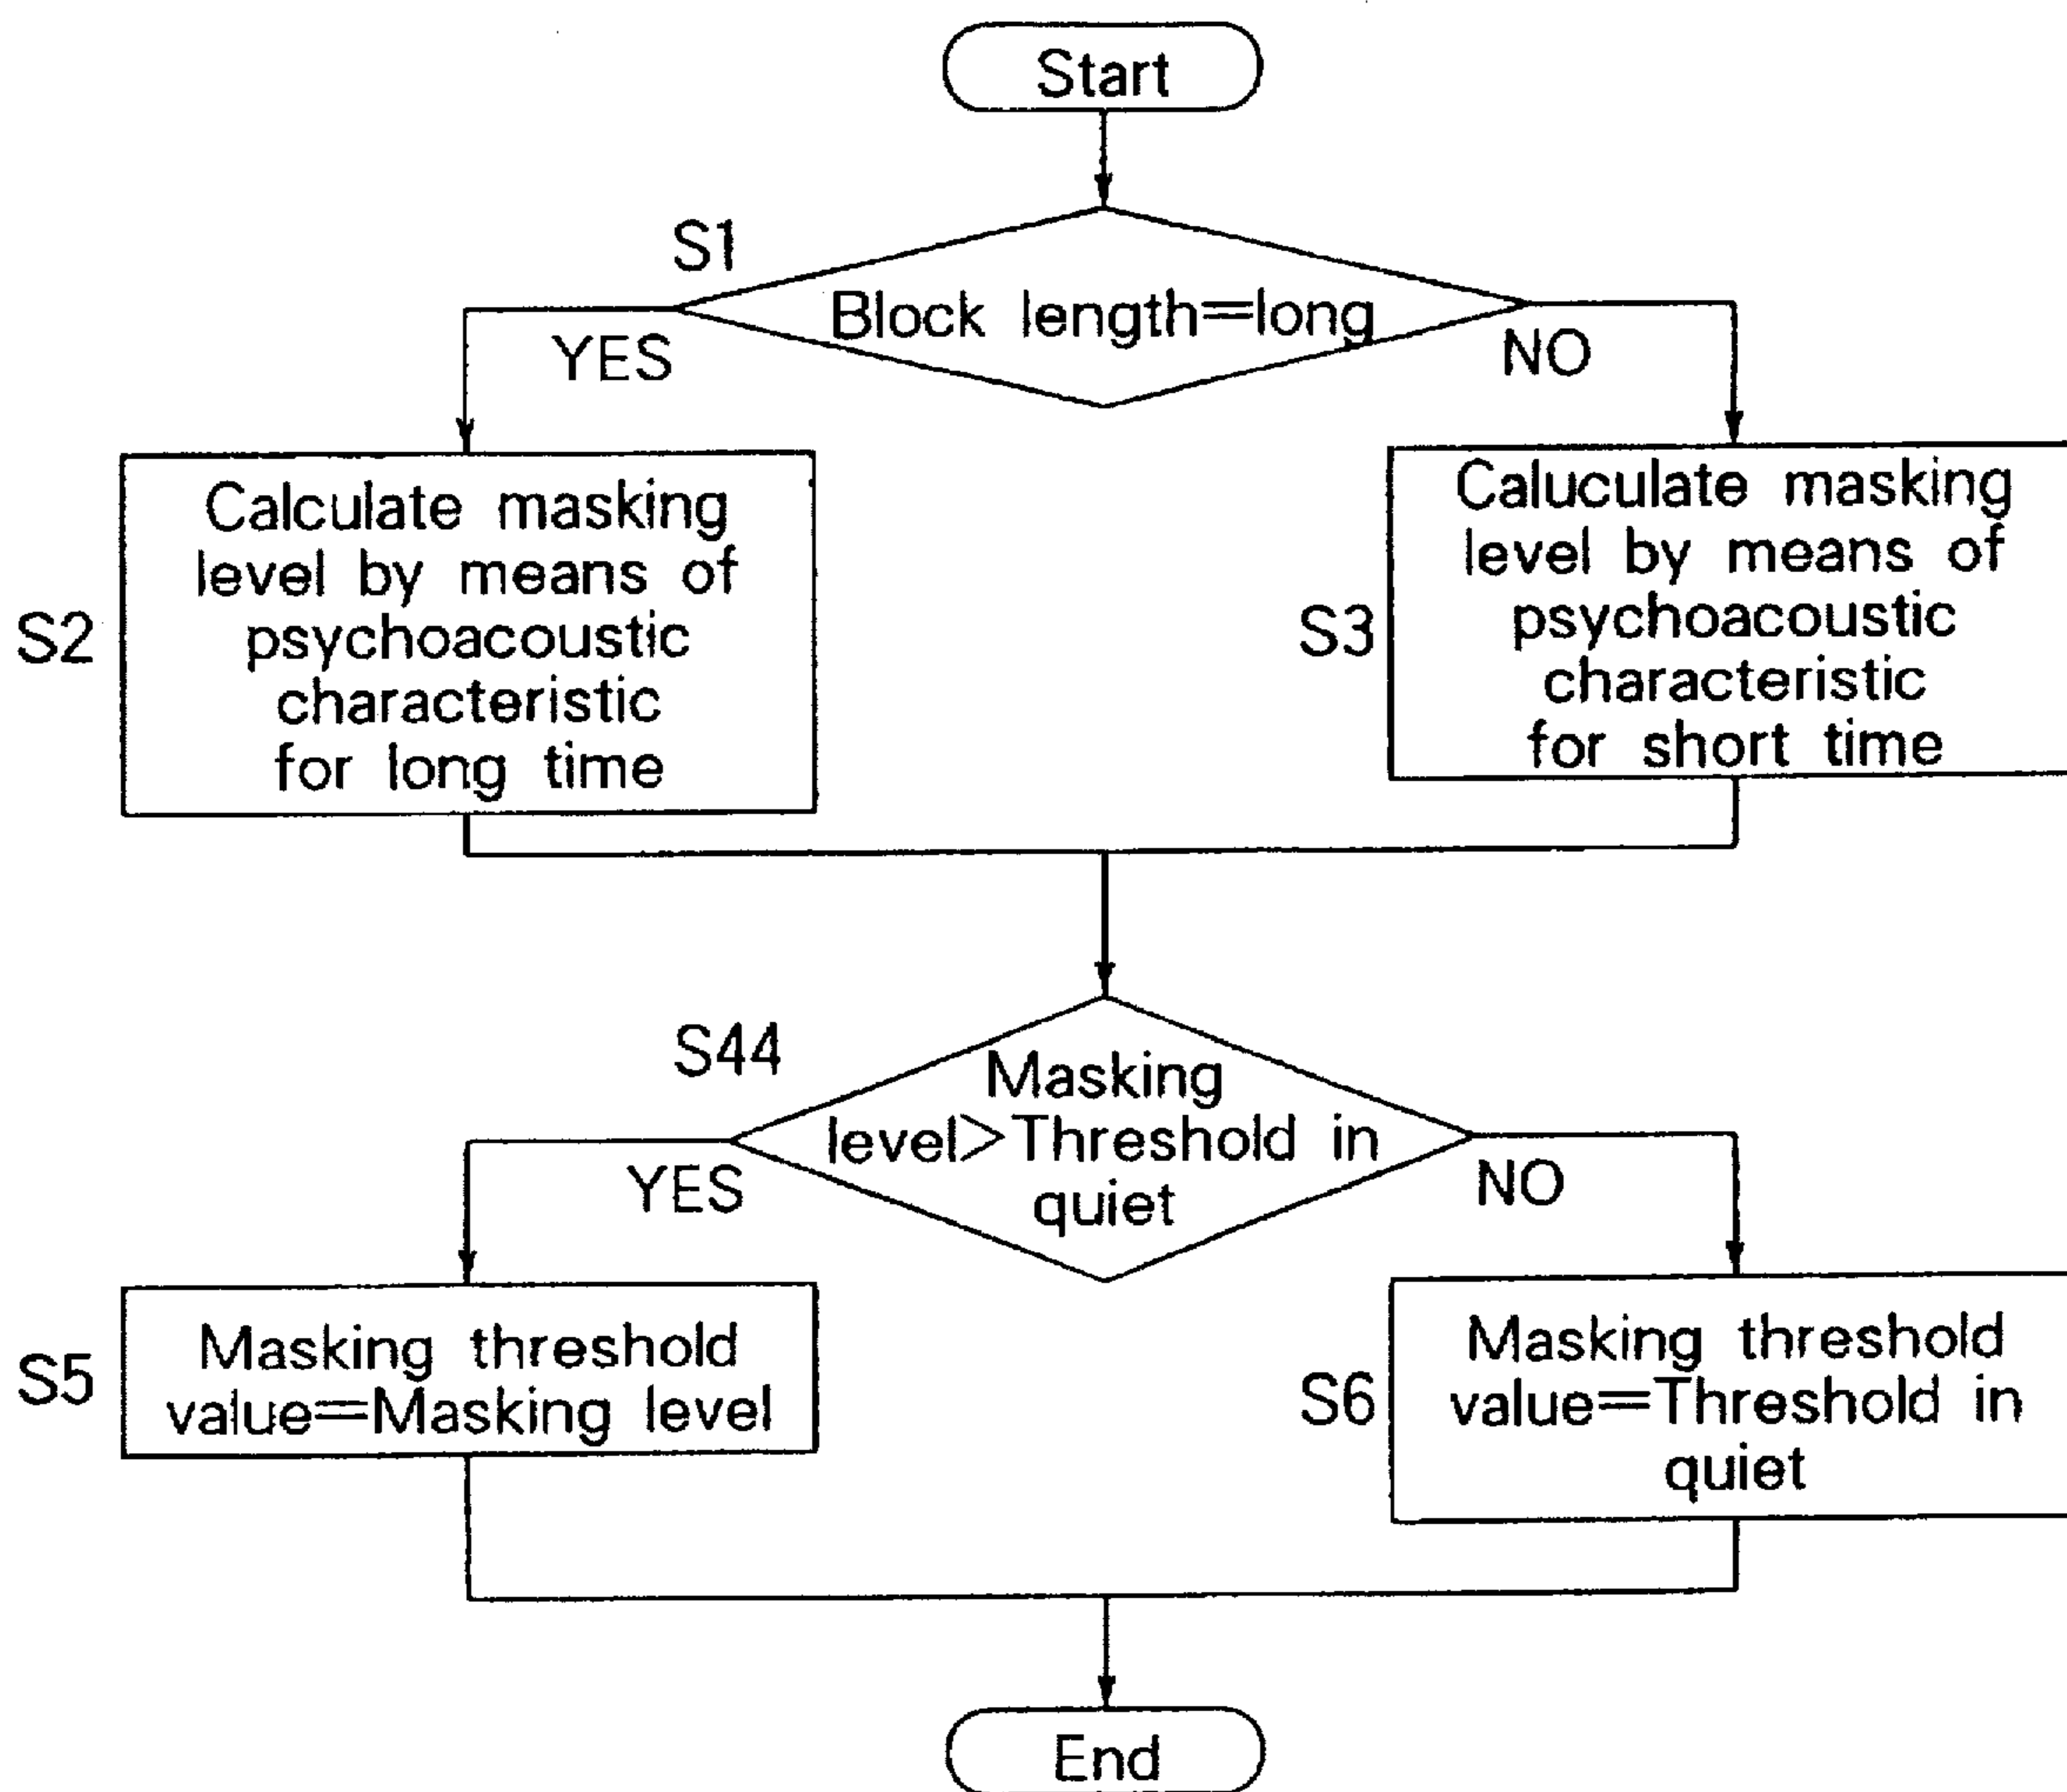 Start
S1
Block length=long
YES
NO
S2
Calculate masking
level by means of
psychoacoustic
characteristic
for long time
S3
Caluculate masking
level by means of
psychoacoustic
characteristic
for short time
S44
Masking
level>Threshold in
quiet
YES
NO
S5
Masking threshold
value=Masking level
S6
Masking threshold
value=Threshold in
quiet
End